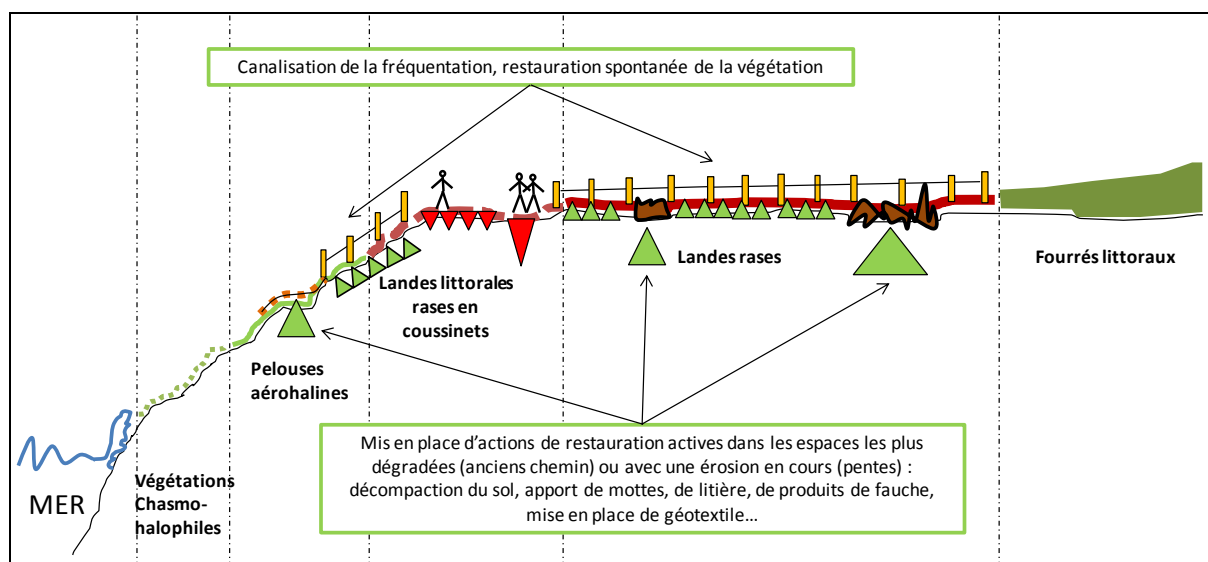 Canalisation de la fréquentation, restauration spontanée de la végétation
Landes rases
Fourrés littoraux
Landes littorales
rases en
coussinets
Pelouses
aérohalines
MER
Végétations
Chasmo-
halophiles
Mis en place d’actions de restauration actives dans les espaces les plus
dégradées (anciens chemin) ou avec une érosion en cours (pentes) :
décompaction du sol, apport de mottes, de litière, de produits de fauche,
mise en place de géotextile…